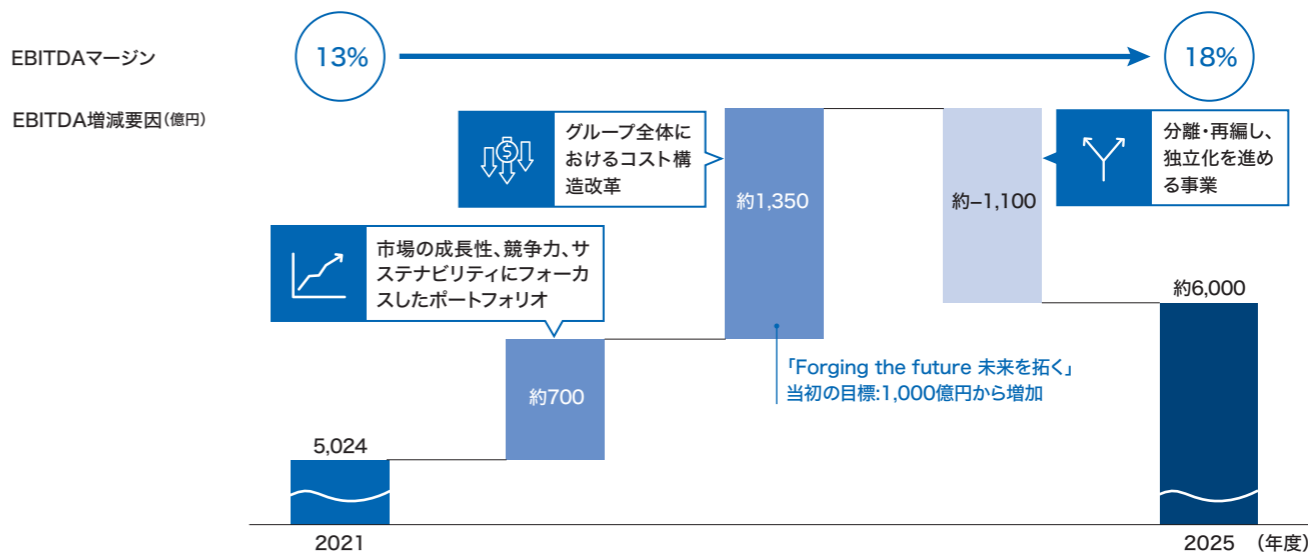 EBITDAマージン
13%
18%
EBITDA増減要因(億円)
グループ全体に
おけるコスト構
造改革
分離・再編し、
独立化を進め
る事業
約1,350
約–1,100
市場の成長性、競争力、サ
ステナビリティにフォーカ
スしたポートフォリオ
約6,000
「Forging the future 未来を拓く」
当初の目標:1,000億円から増加
約700
5,024
2021
2025
(年度)